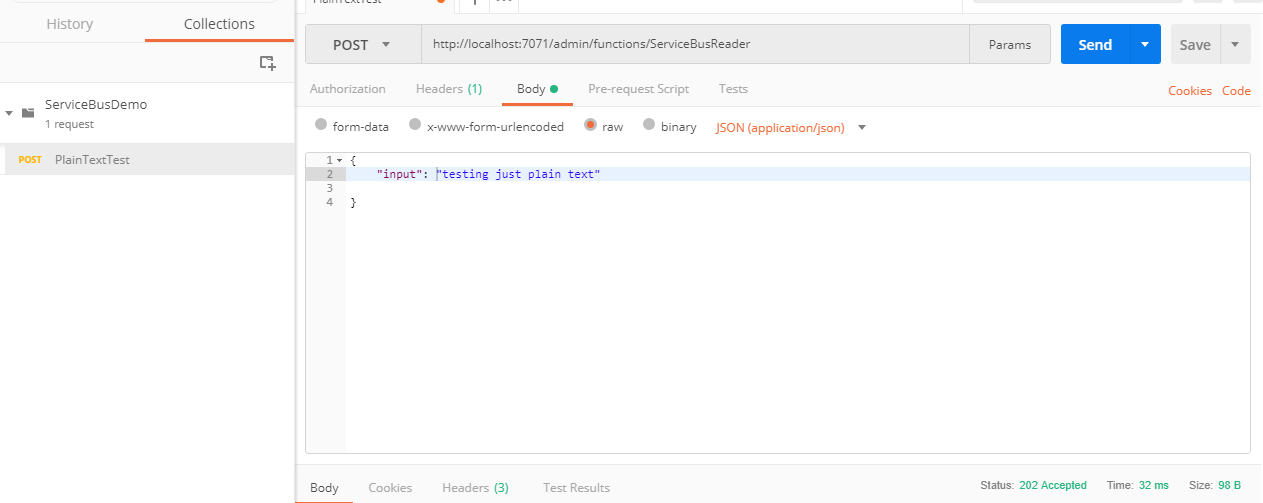 PlainTextTest
History Collections
POST http://localhost:7071/admin/functions/ServiceBusReader Params Send Save
Authorization Headers (1) Body Pre-request Script Tests Cookies Code
ServiceBusDemo
1 request
form-data x-www-form-urlencoded raw binary JSON (application/json)
POST PlainTextTest
1 {
2 "input": "testing just plain text"
3
4 }
Body Cookies Headers (3) Test Results Status: 202 Accepted Time: 32 ms Size: 98 B